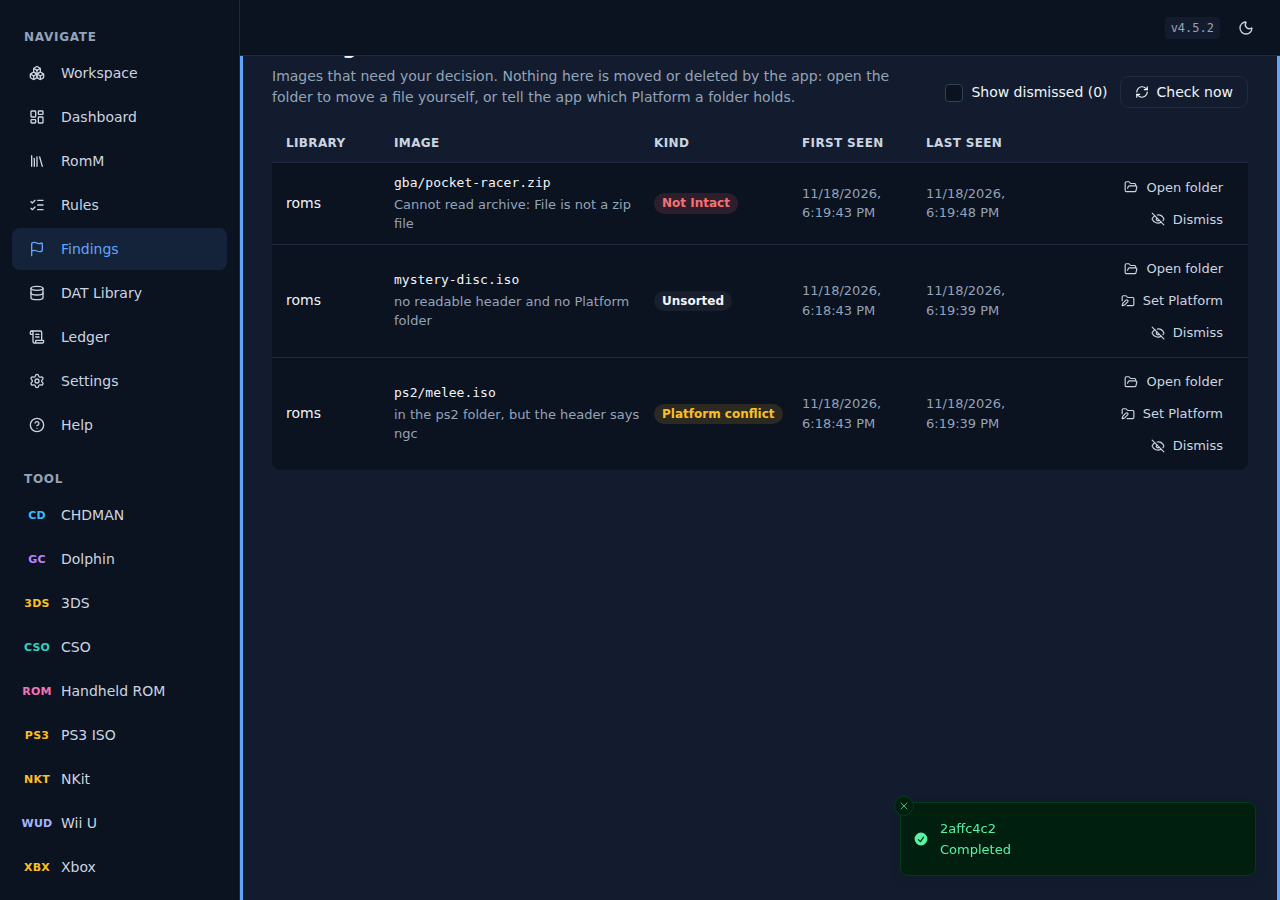 NAVIGATE
Workspace
Dashboard
RomM
Rules
Findings
DAT Library
Ledger
Settings
Help
TOOL
CD CHDMAN
GC Dolphin
3DS 3DS
CSO CSO
ROM Handheld ROM
PS3 PS3 ISO
NKT NKit
WUD Wii U
XBX Xbox
v4.5.2
Images that need your decision. Nothing here is moved or deleted by the app: open the
folder to move a file yourself, or tell the app which Platform a folder holds.
Show dismissed (0)
Check now
LIBRARY IMAGE KIND FIRST SEEN LAST SEEN
roms
gba/pocket-racer.zip
Cannot read archive: File is not a zip
file
Not Intact
11/18/2026,
6:19:43 PM
11/18/2026,
6:19:48 PM
Open folder
Dismiss
roms
mystery-disc.iso
no readable header and no Platform
folder
Unsorted
11/18/2026,
6:18:43 PM
11/18/2026,
6:19:39 PM
Open folder
Set Platform
Dismiss
roms
ps2/melee.iso
in the ps2 folder, but the header says
ngc
Platform conflict
11/18/2026,
6:18:43 PM
11/18/2026,
6:19:39 PM
Open folder
Set Platform
Dismiss
2affc4c2
Completed